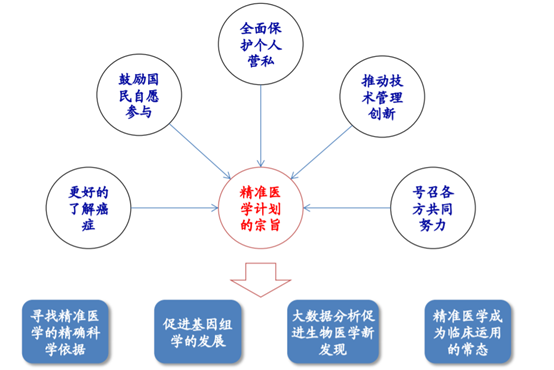 全面保
护个人
营私
鼓励国
民自愿
参与
推动技
术管理
创新
更好的
了解癌
症
精准医
学计划
的宗旨
号召各
方共同
努力
寻找精准医
学的精确科
学依据
促进基因组
学的发展
大数据分析促
进生物医学新
发现
精准医学成
为临床运用
的常态